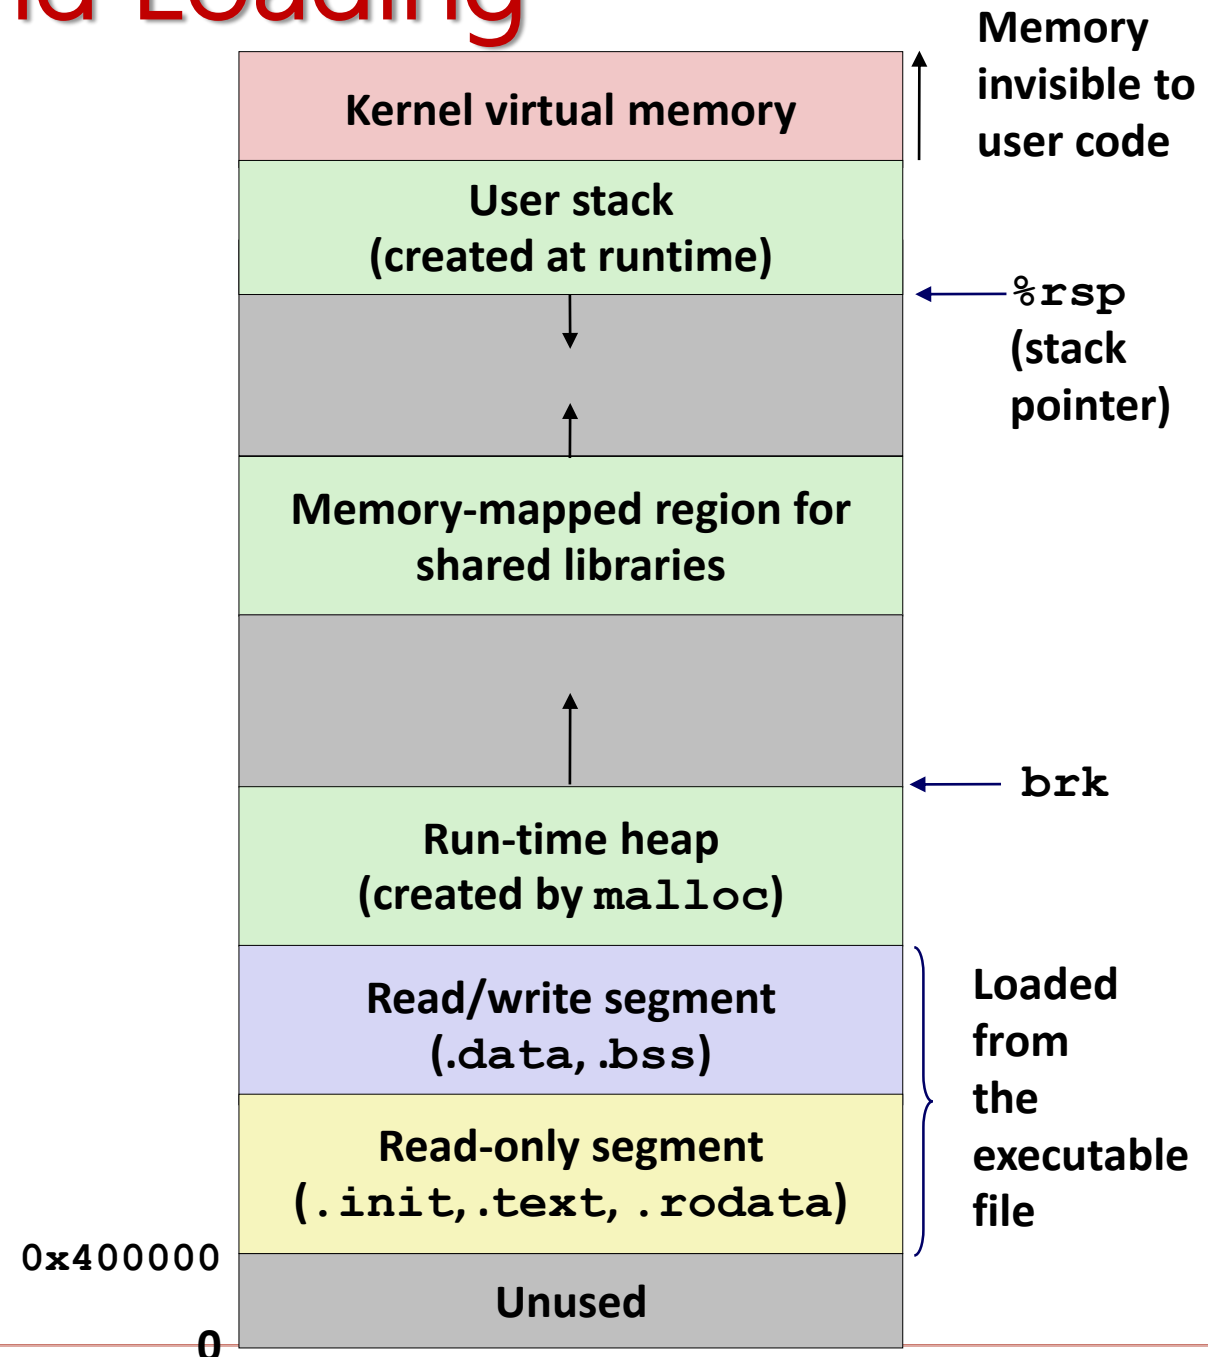 nd Loading
Memory
invisible to
user code
Kernel virtual memory
User stack
(created at runtime)
%rsp
(stack
pointer)
Memory-mapped region for
shared libraries
brk
Run-time heap
(created by malloc)
Read/write segment
(.data, .bss)
Loaded
from
the
executable
file
Read-only segment
(.init, .text, .rodata)
0x400000
Unused
0